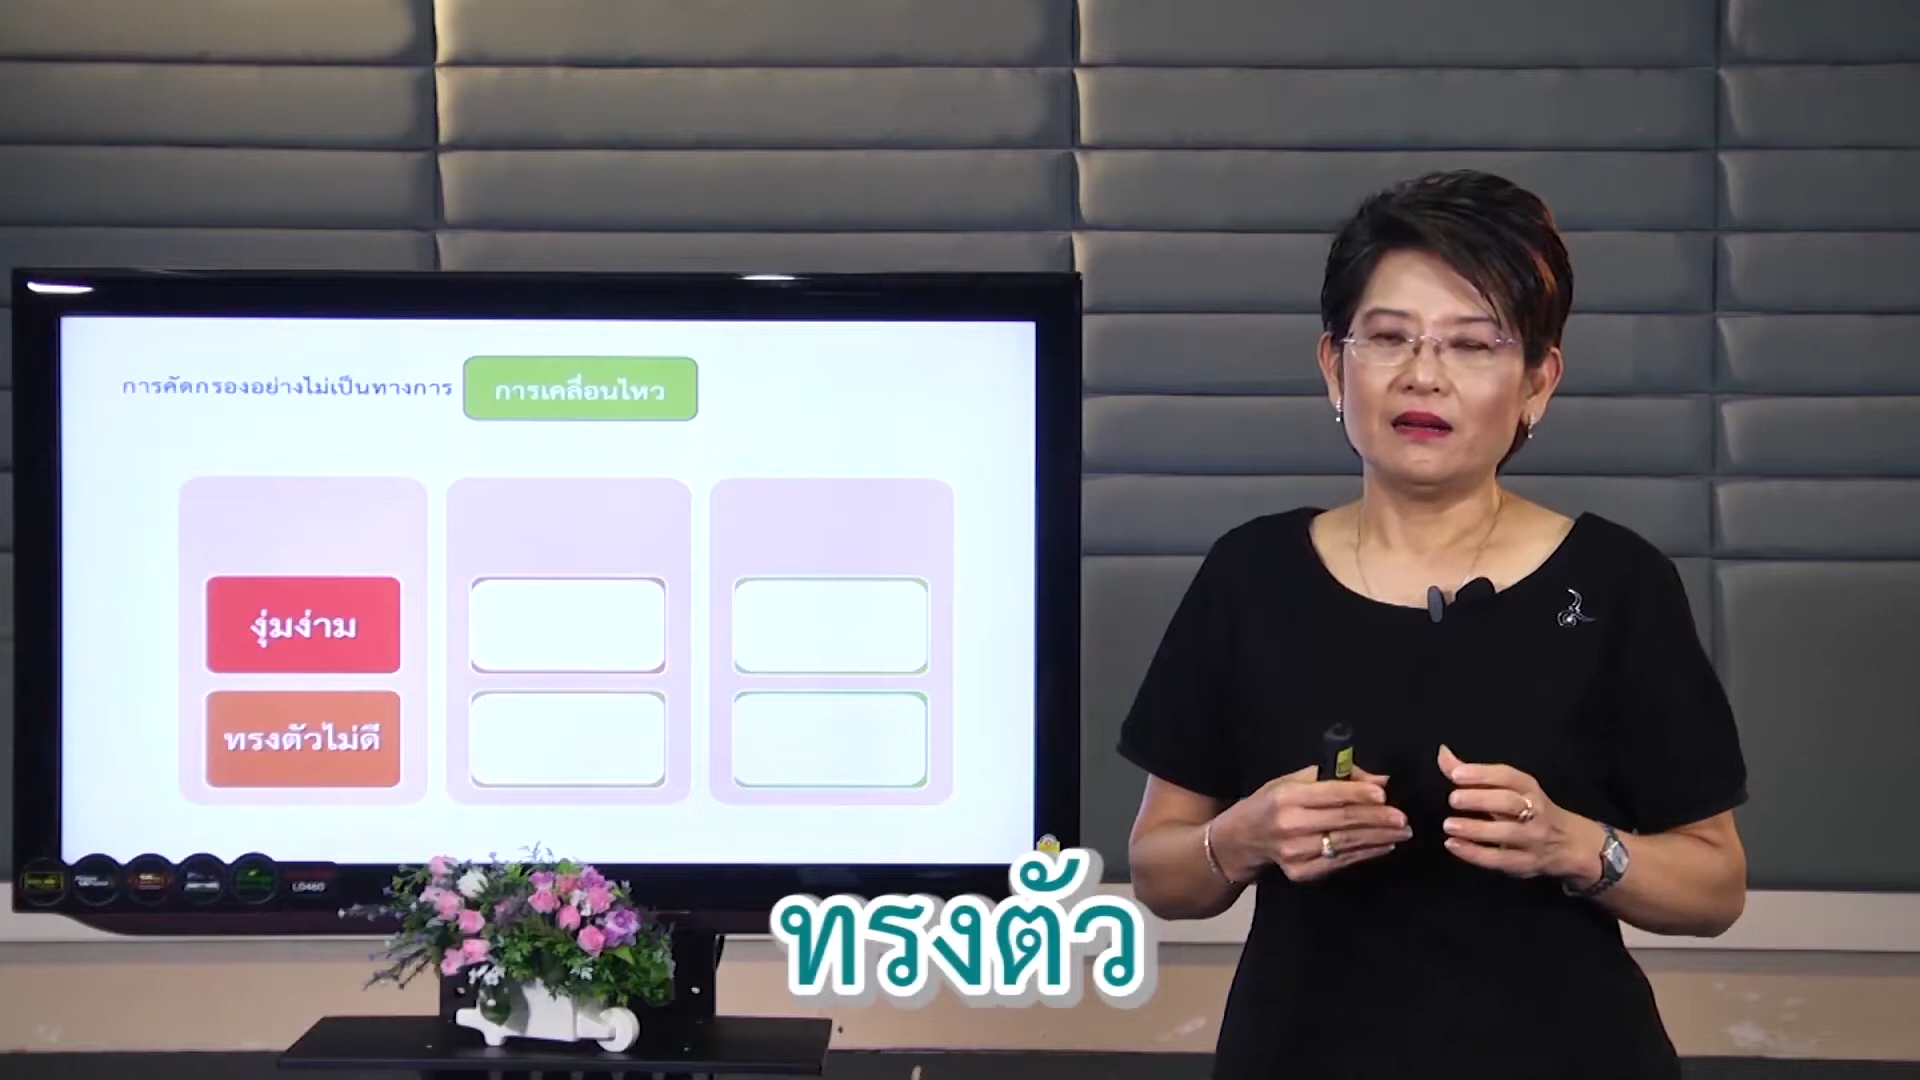 การคัดกรองอย่างไม่เป็นทางการ การเคลื่อนไหว
งุ่มง่าม
ทรงตัวไม่ดี
LG460
ทรงตัว